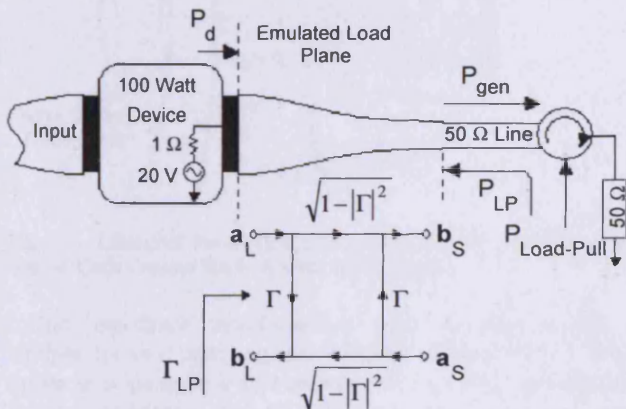 P_d
Emulated Load
Plane
100 Watt
Device
1 Ω
20 V
Input
P_gen
50 Ω Line
P_LP
P
Load-Pull
50 Ω
√1-|Γ|²
a_L
b_S
Γ
Γ
Γ_LP
b_L
a_S
√1-|Γ|²